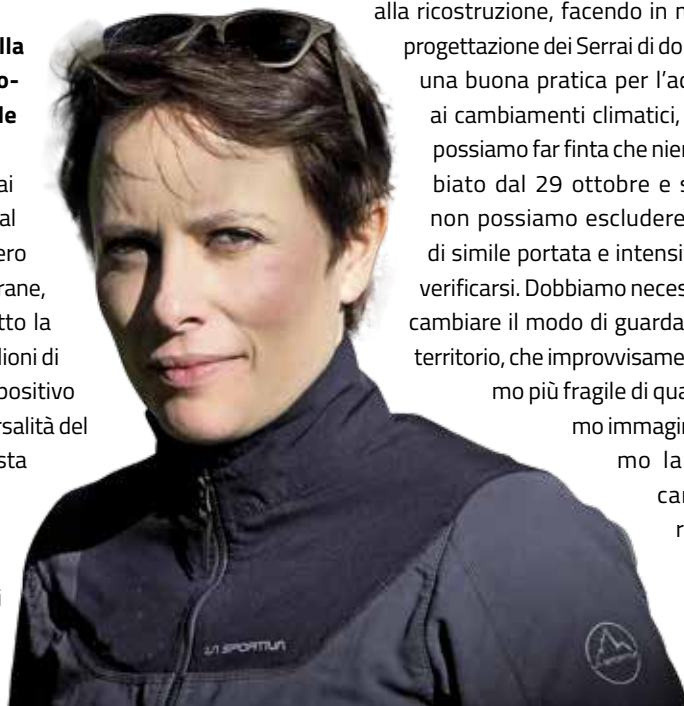 lla
o-
le
ai
al
ero
rane,
tto la
lioni di
positivo
rsalità del
sta
i
alla ricostruzione, facendo in m
progettazione dei Serrai di do
una buona pratica per l’ac
ai cambiamenti climatici,
possiamo far finta che nien
biato dal 29 ottobre e s
non possiamo escludere
di simile portata e intensi
verificarsi. Dobbiamo neces
cambiare il modo di guarda
territorio, che improvvisame
mo più fragile di qua
mo immagin
mo la
can
r
LA SPORTIVA